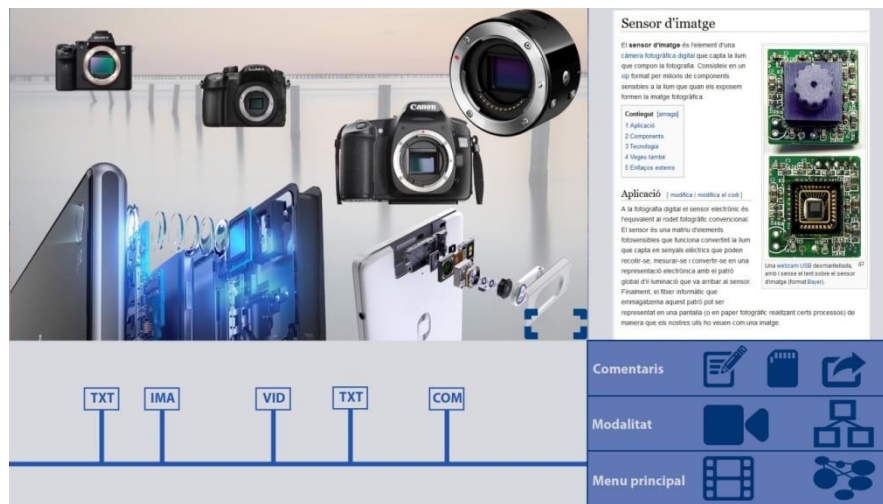 SONY
LUMIX
Canon
Sensor d'imatge
El sensor d'imatge és l'element d'una
càmera fotogràfica digital que capta la llum
que compon la fotografia. Consisteix en un
xip format per milions de components
sensibles a la llum que quan els exposem
formen la imatge fotogràfica.
Contingut [amaga]
1 Aplicació
2 Components
3 Tecnologia
4 Vegeu també
5 Enllaços externs
Aplicació [ modifica | modifica el codi ]
A la fotografia digital el sensor electrònic és
l'equivalent al rodet fotogràfic convencional.
El sensor és una matriu d'elements
fotosensibles que funciona convertint la llum
que capta en senyals elèctrics que poden
recollir-se, mesurar-se i convertir-se en una
representació electrònica amb el patró
global d'il·luminació que va arribar al sensor.
Finalment, el fitxer informàtic que
emmagatzema aquest patró pot ser
representat en una pantalla (o en paper fotogràfic realitzant certs processos) de
manera que els nostres ulls ho veuen com una imatge.
Una webcam USB desmantellada,
amb i sense el lent sobre el sensor
d'imatge (format Bayer).
TXT
IMA
VID
TXT
COM
Comentaris
Modalitat
Menu principal